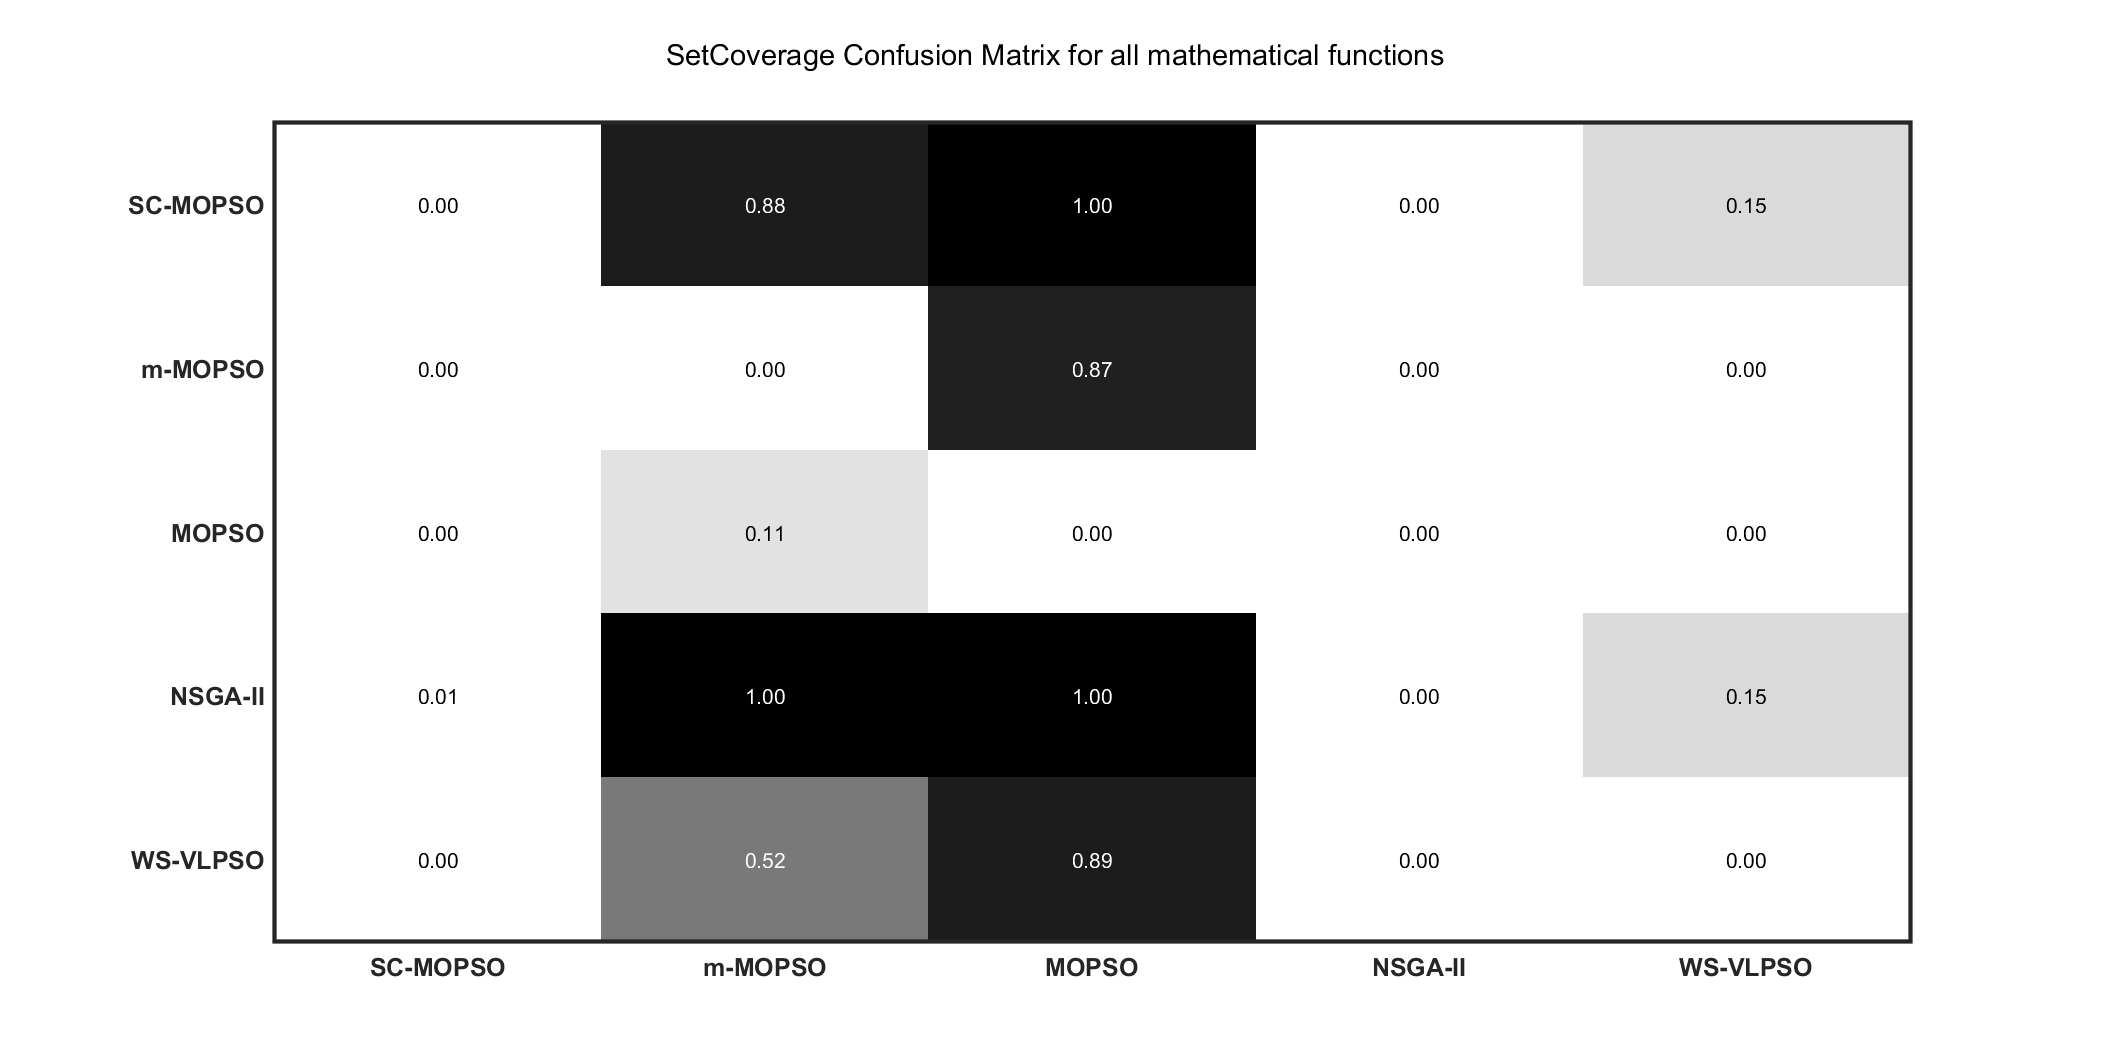 SetCoverage Confusion Matrix for all mathematical functions
SC-MOPSO 0.00 0.88 1.00 0.00 0.15
m-MOPSO 0.00 0.00 0.87 0.00 0.00
MOPSO 0.00 0.11 0.00 0.00 0.00
NSGA-II 0.01 1.00 1.00 0.00 0.15
WS-VLPSO 0.00 0.52 0.89 0.00 0.00
SC-MOPSO m-MOPSO MOPSO NSGA-II WS-VLPSO